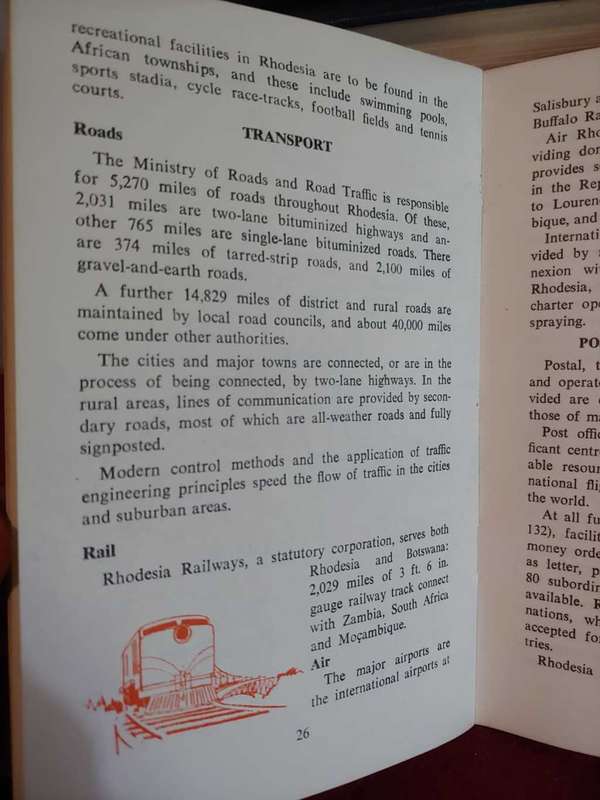 recreational facilities in Rhodesia are to be found in the
African townships, and these include swimming pools,
sports stadia, cycle race-tracks, football fields and tennis
courts.
TRANSPORT
Roads
The Ministry of Roads and Road Traffic is responsible
for 5,270 miles of roads throughout Rhodesia. Of these,
2,031 miles are two-lane bituminized highways and an-
other 765 miles are single-lane bituminized roads. There
are 374 miles of tarred-strip roads, and 2,100 miles of
gravel-and-earth roads.
A further 14,829 miles of district and rural roads are
maintained by local road councils, and about 40,000 miles
come under other authorities.
The cities and major towns are connected, or are in the
process of being connected, by two-lane highways. In the
rural areas, lines of communication are provided by secon-
dary roads, most of which are all-weather roads and fully
signposted.
Modern control methods and the application of traffic
engineering principles speed the flow of traffic in the cities
and suburban areas.
Rail
Rhodesia Railways, a statutory corporation, serves both
Rhodesia and Botswana:
2,029 miles of 3 ft. 6 in.
gauge railway track connect
with Zambia, South Africa
and Moçambique.
Air
The major airports are
the international airports at
26
Salisbury a
Buffalo Ra
Air Rho
viding don
provides s
in the Rep
to Lourenç
bique, and
Internati
vided by
nexion wit
Rhodesia,
charter ope
spraying.
PO
Postal, t
and operat
vided are
those of ma
Post offic
ficant centr
able resour
national flig
the world.
At all fu
132), facilit
money orde
as letter, p
80 subordin
available. R
nations, wh
accepted fo
tries.
Rhodesia